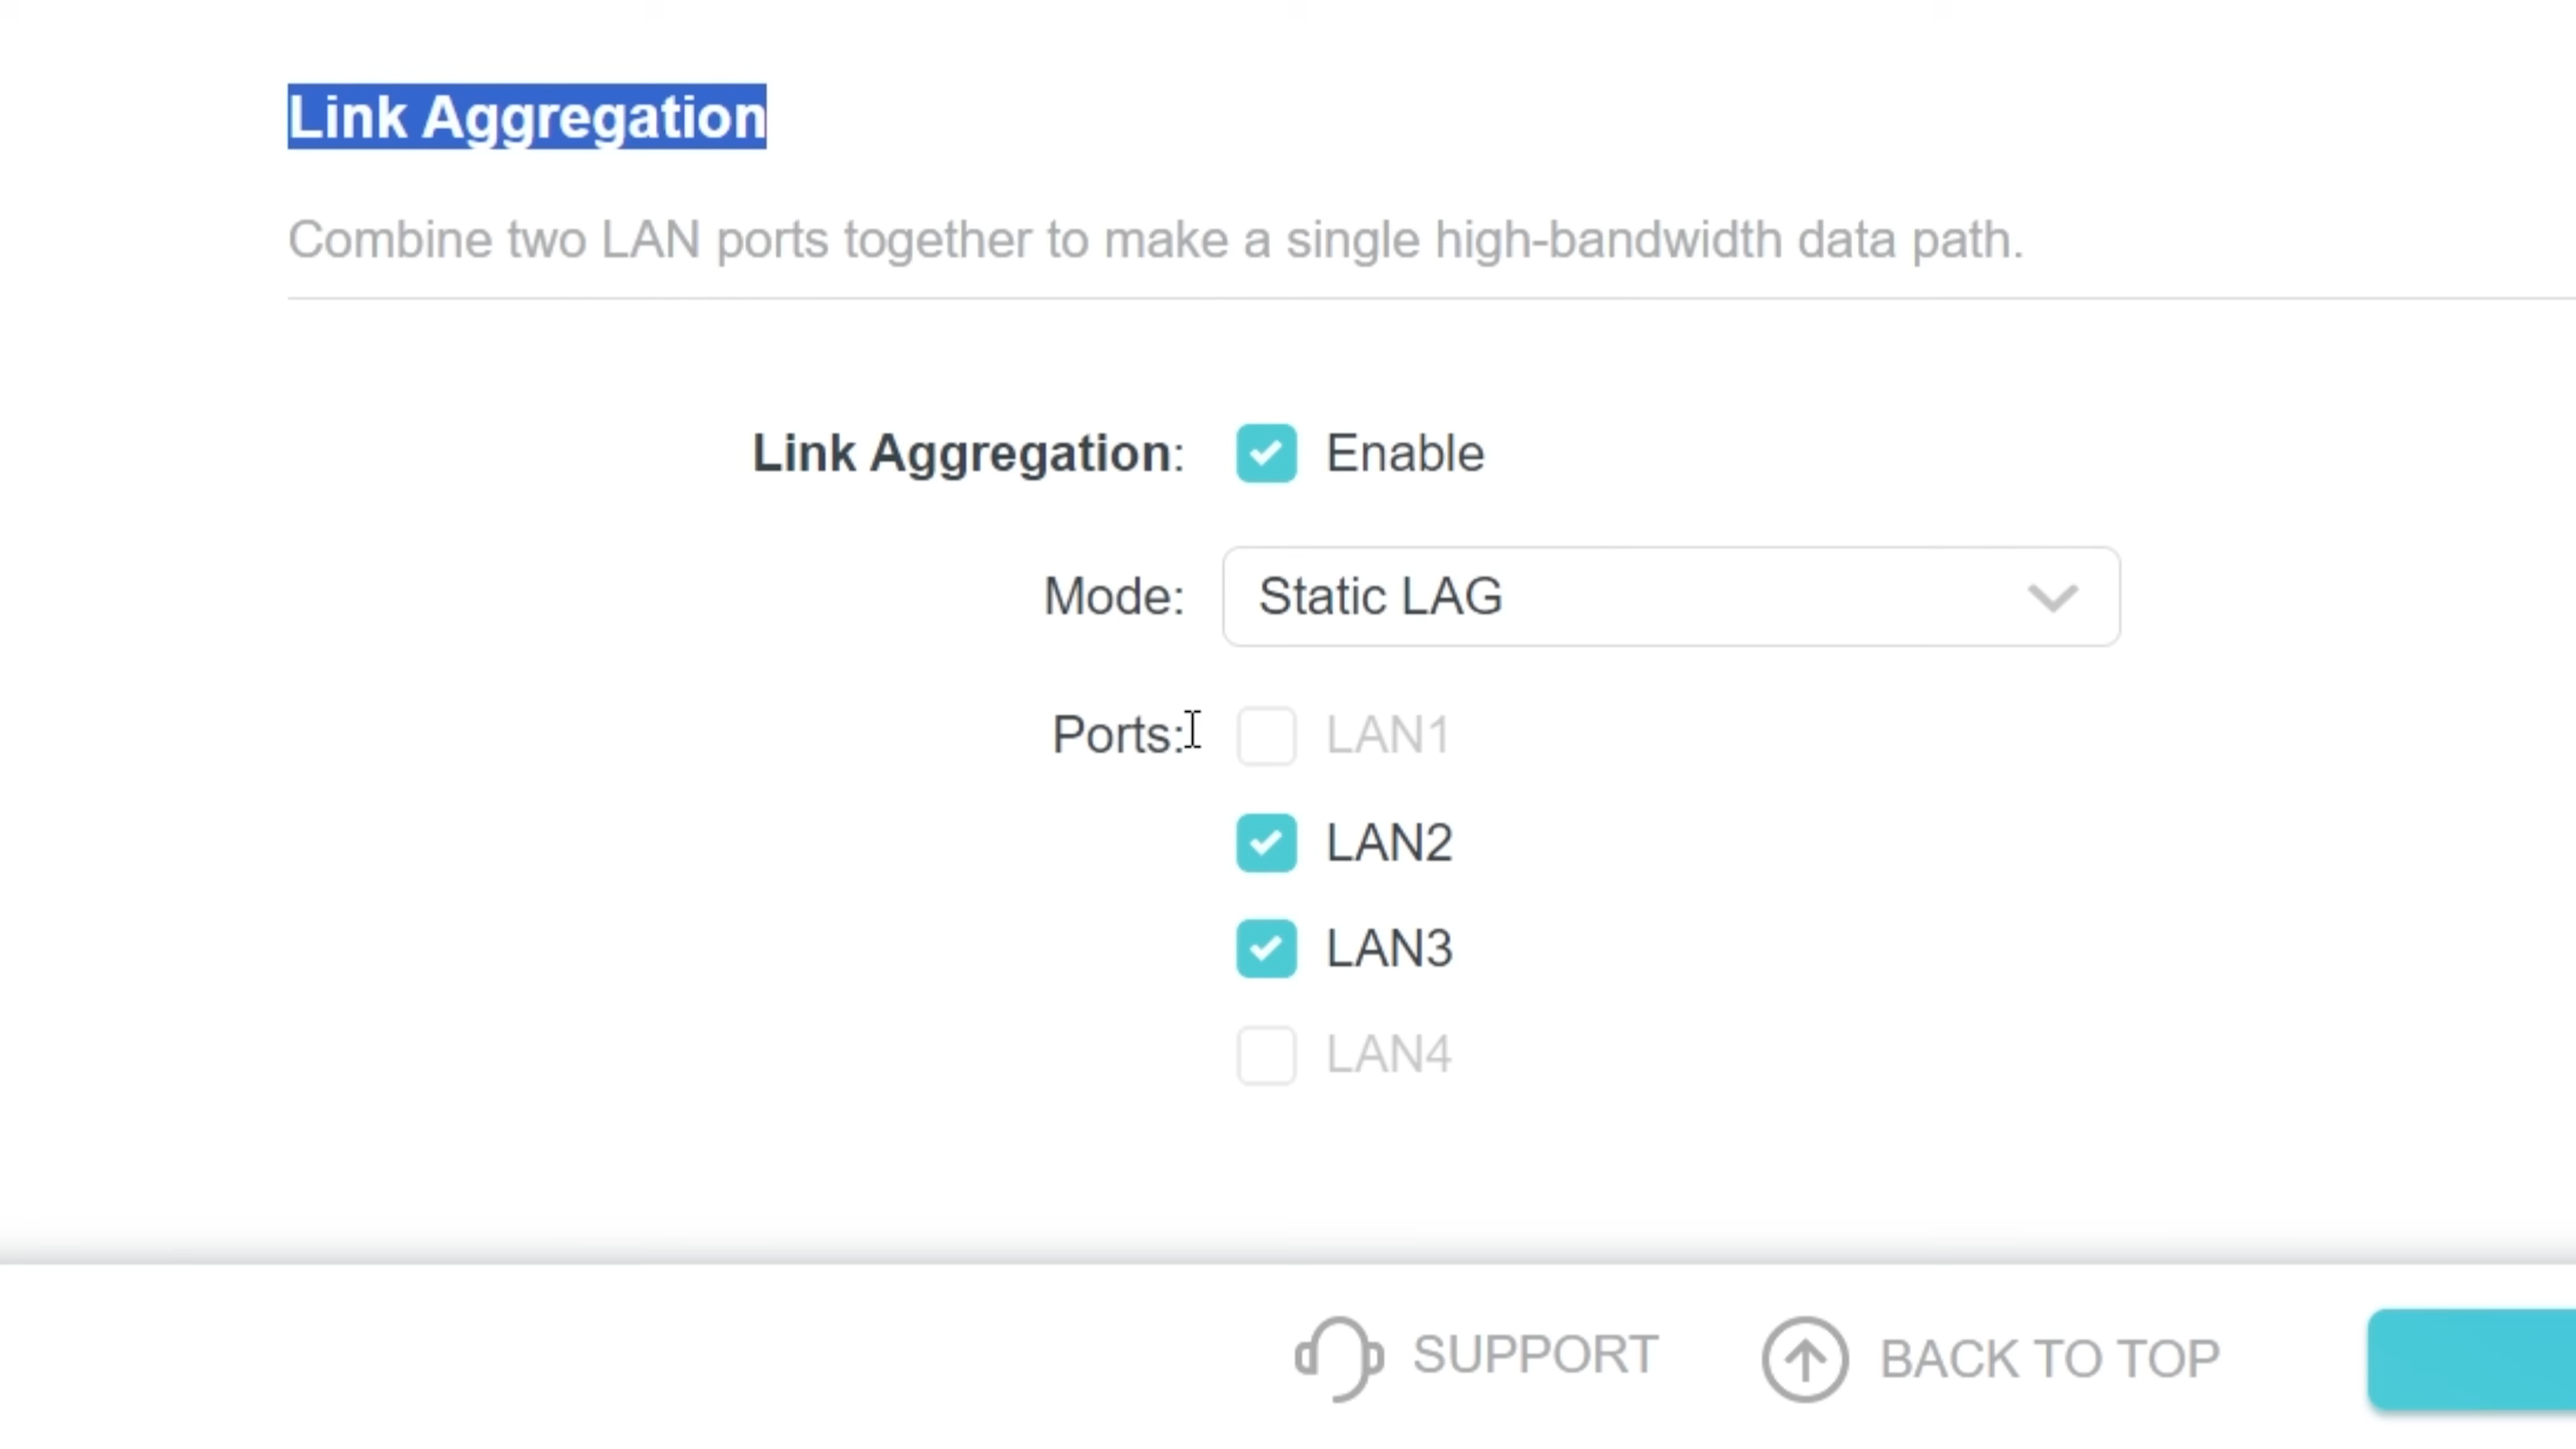 Link Aggregation
Combine two LAN ports together to make a single high-bandwidth data path.
Link Aggregation: Enable
Mode: Static LAG
Ports: LAN1
LAN2
LAN3
LAN4
SUPPORT BACK TO TOP